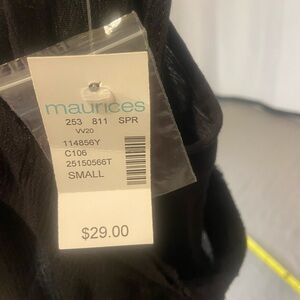 maurices
253 811 SPR
VV20
114856Y
C106
25150566T
SMALL
$29.00